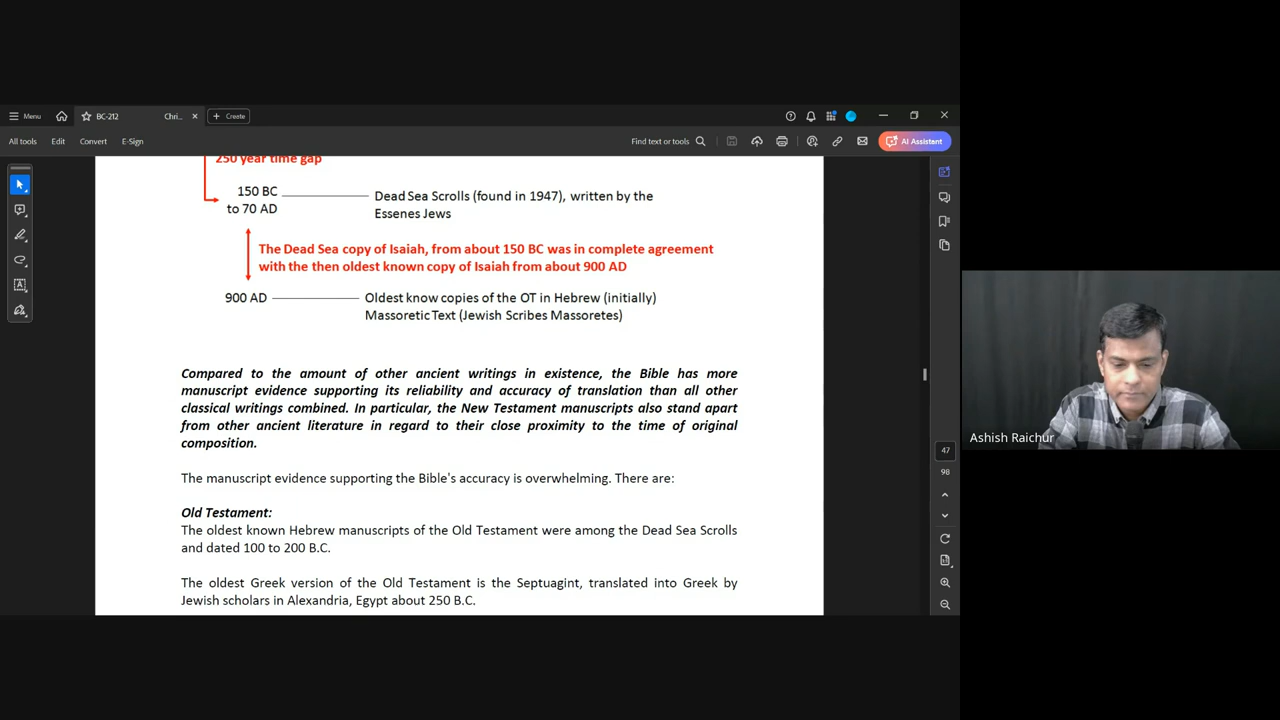 Menu
BC-212
Chri...
Create
All tools
Edit
Convert
E-Sign
Find text or tools
AI Assistant
250 year time gap
150 BC
to 70 AD
Dead Sea Scrolls (found in 1947), written by the
Essenes Jews
The Dead Sea copy of Isaiah, from about 150 BC was in complete agreement
with the then oldest known copy of Isaiah from about 900 AD
900 AD
Oldest know copies of the OT in Hebrew (initially)
Massoretic Text (Jewish Scribes Massoretes)
Compared to the amount of other ancient writings in existence, the Bible has more
manuscript evidence supporting its reliability and accuracy of translation than all other
classical writings combined. In particular, the New Testament manuscripts also stand apart
from other ancient literature in regard to their close proximity to the time of original
composition.
The manuscript evidence supporting the Bible's accuracy is overwhelming. There are:
Old Testament:
The oldest known Hebrew manuscripts of the Old Testament were among the Dead Sea Scrolls
and dated 100 to 200 B.C.
The oldest Greek version of the Old Testament is the Septuagint, translated into Greek by
Jewish scholars in Alexandria, Egypt about 250 B.C.
47
98
Ashish Raichur